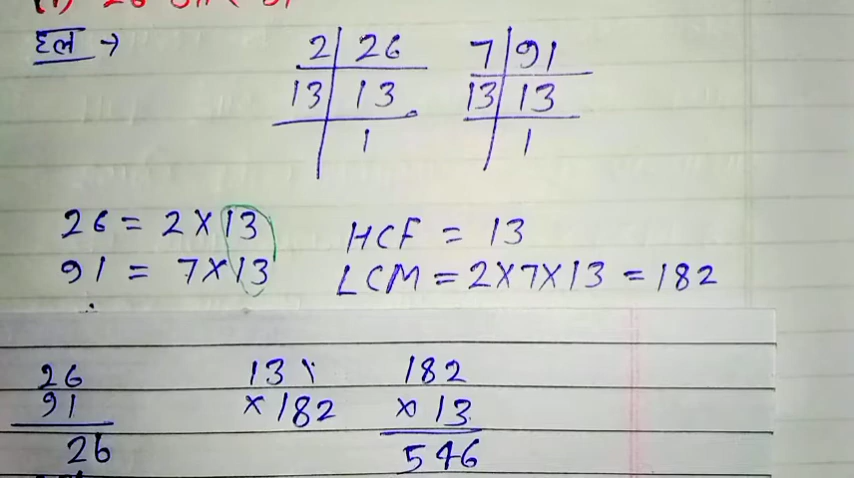 हल →
2 | 26    7 | 91
13 | 13    13 | 13
1    1
26 = 2 × 13    HCF = 13
91 = 7 × 13    LCM = 2×7×13 = 182
26    13    182
91    ×182    × 13
26    546